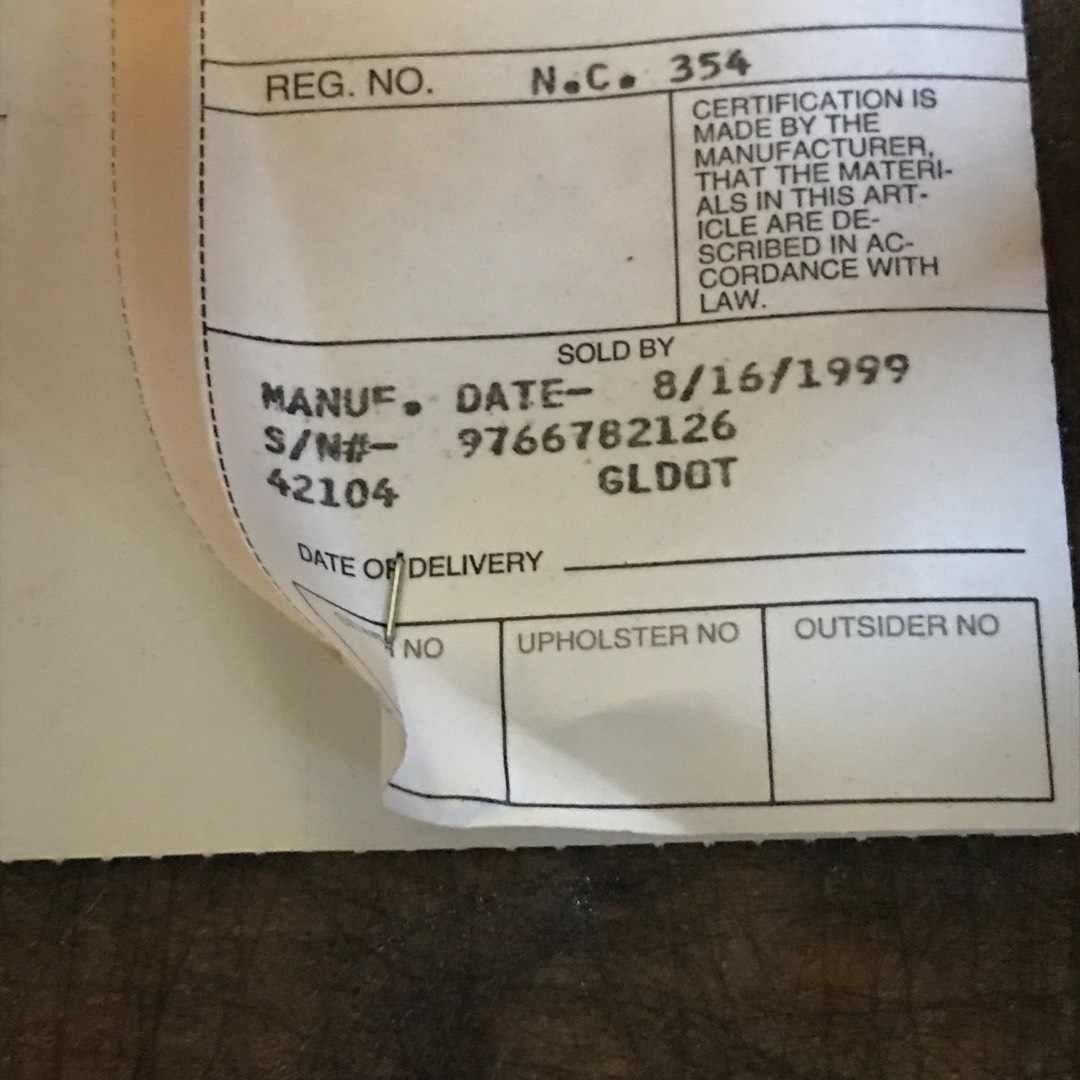 REG. NO. N.C. 354
CERTIFICATION IS
MADE BY THE
MANUFACTURER,
THAT THE MATERI-
ALS IN THIS ART-
ICLE ARE DE-
SCRIBED IN AC-
CORDANCE WITH
LAW.
SOLD BY
MANUF. DATE- 8/16/1999
S/N#- 9766782126
42104 GLDOT
DATE OF DELIVERY
NO UPHOLSTER NO OUTSIDER NO